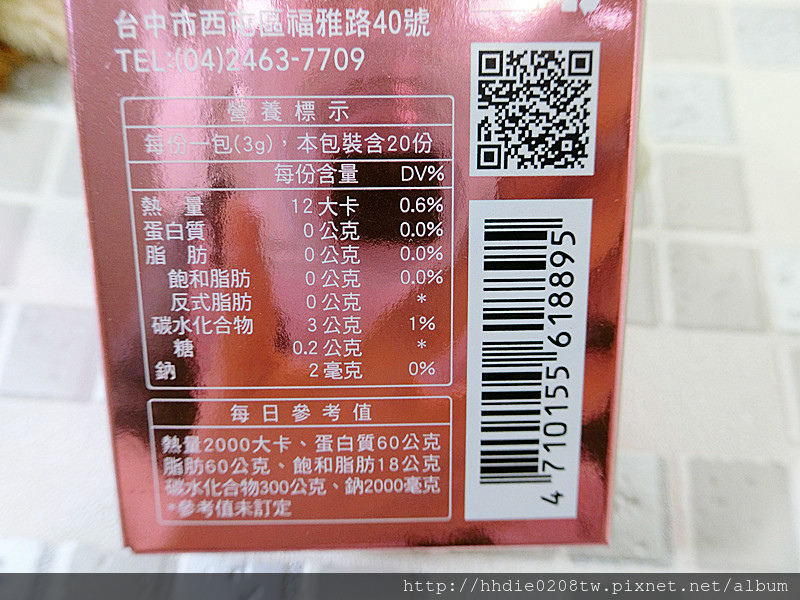 台中市西屯區福雅路40號
TEL:(04)2463-7709
營養標示
每份一包(3g)，本包裝含20份
每份含量 DV%
熱量 12大卡 0.6%
蛋白質 0公克 0.0%
脂肪 0公克 0.0%
飽和脂肪 0公克 0.0%
反式脂肪 0公克 *
碳水化合物 3公克 1%
糖 0.2公克 *
鈉 2毫克 0%
每日參考值
熱量2000大卡、蛋白質60公克
脂肪60公克、飽和脂肪18公克
碳水化合物300公克、鈉2000毫克
*參考值未訂定
4 710155 618895
http://hhdie0208tw.pixnet.net/album